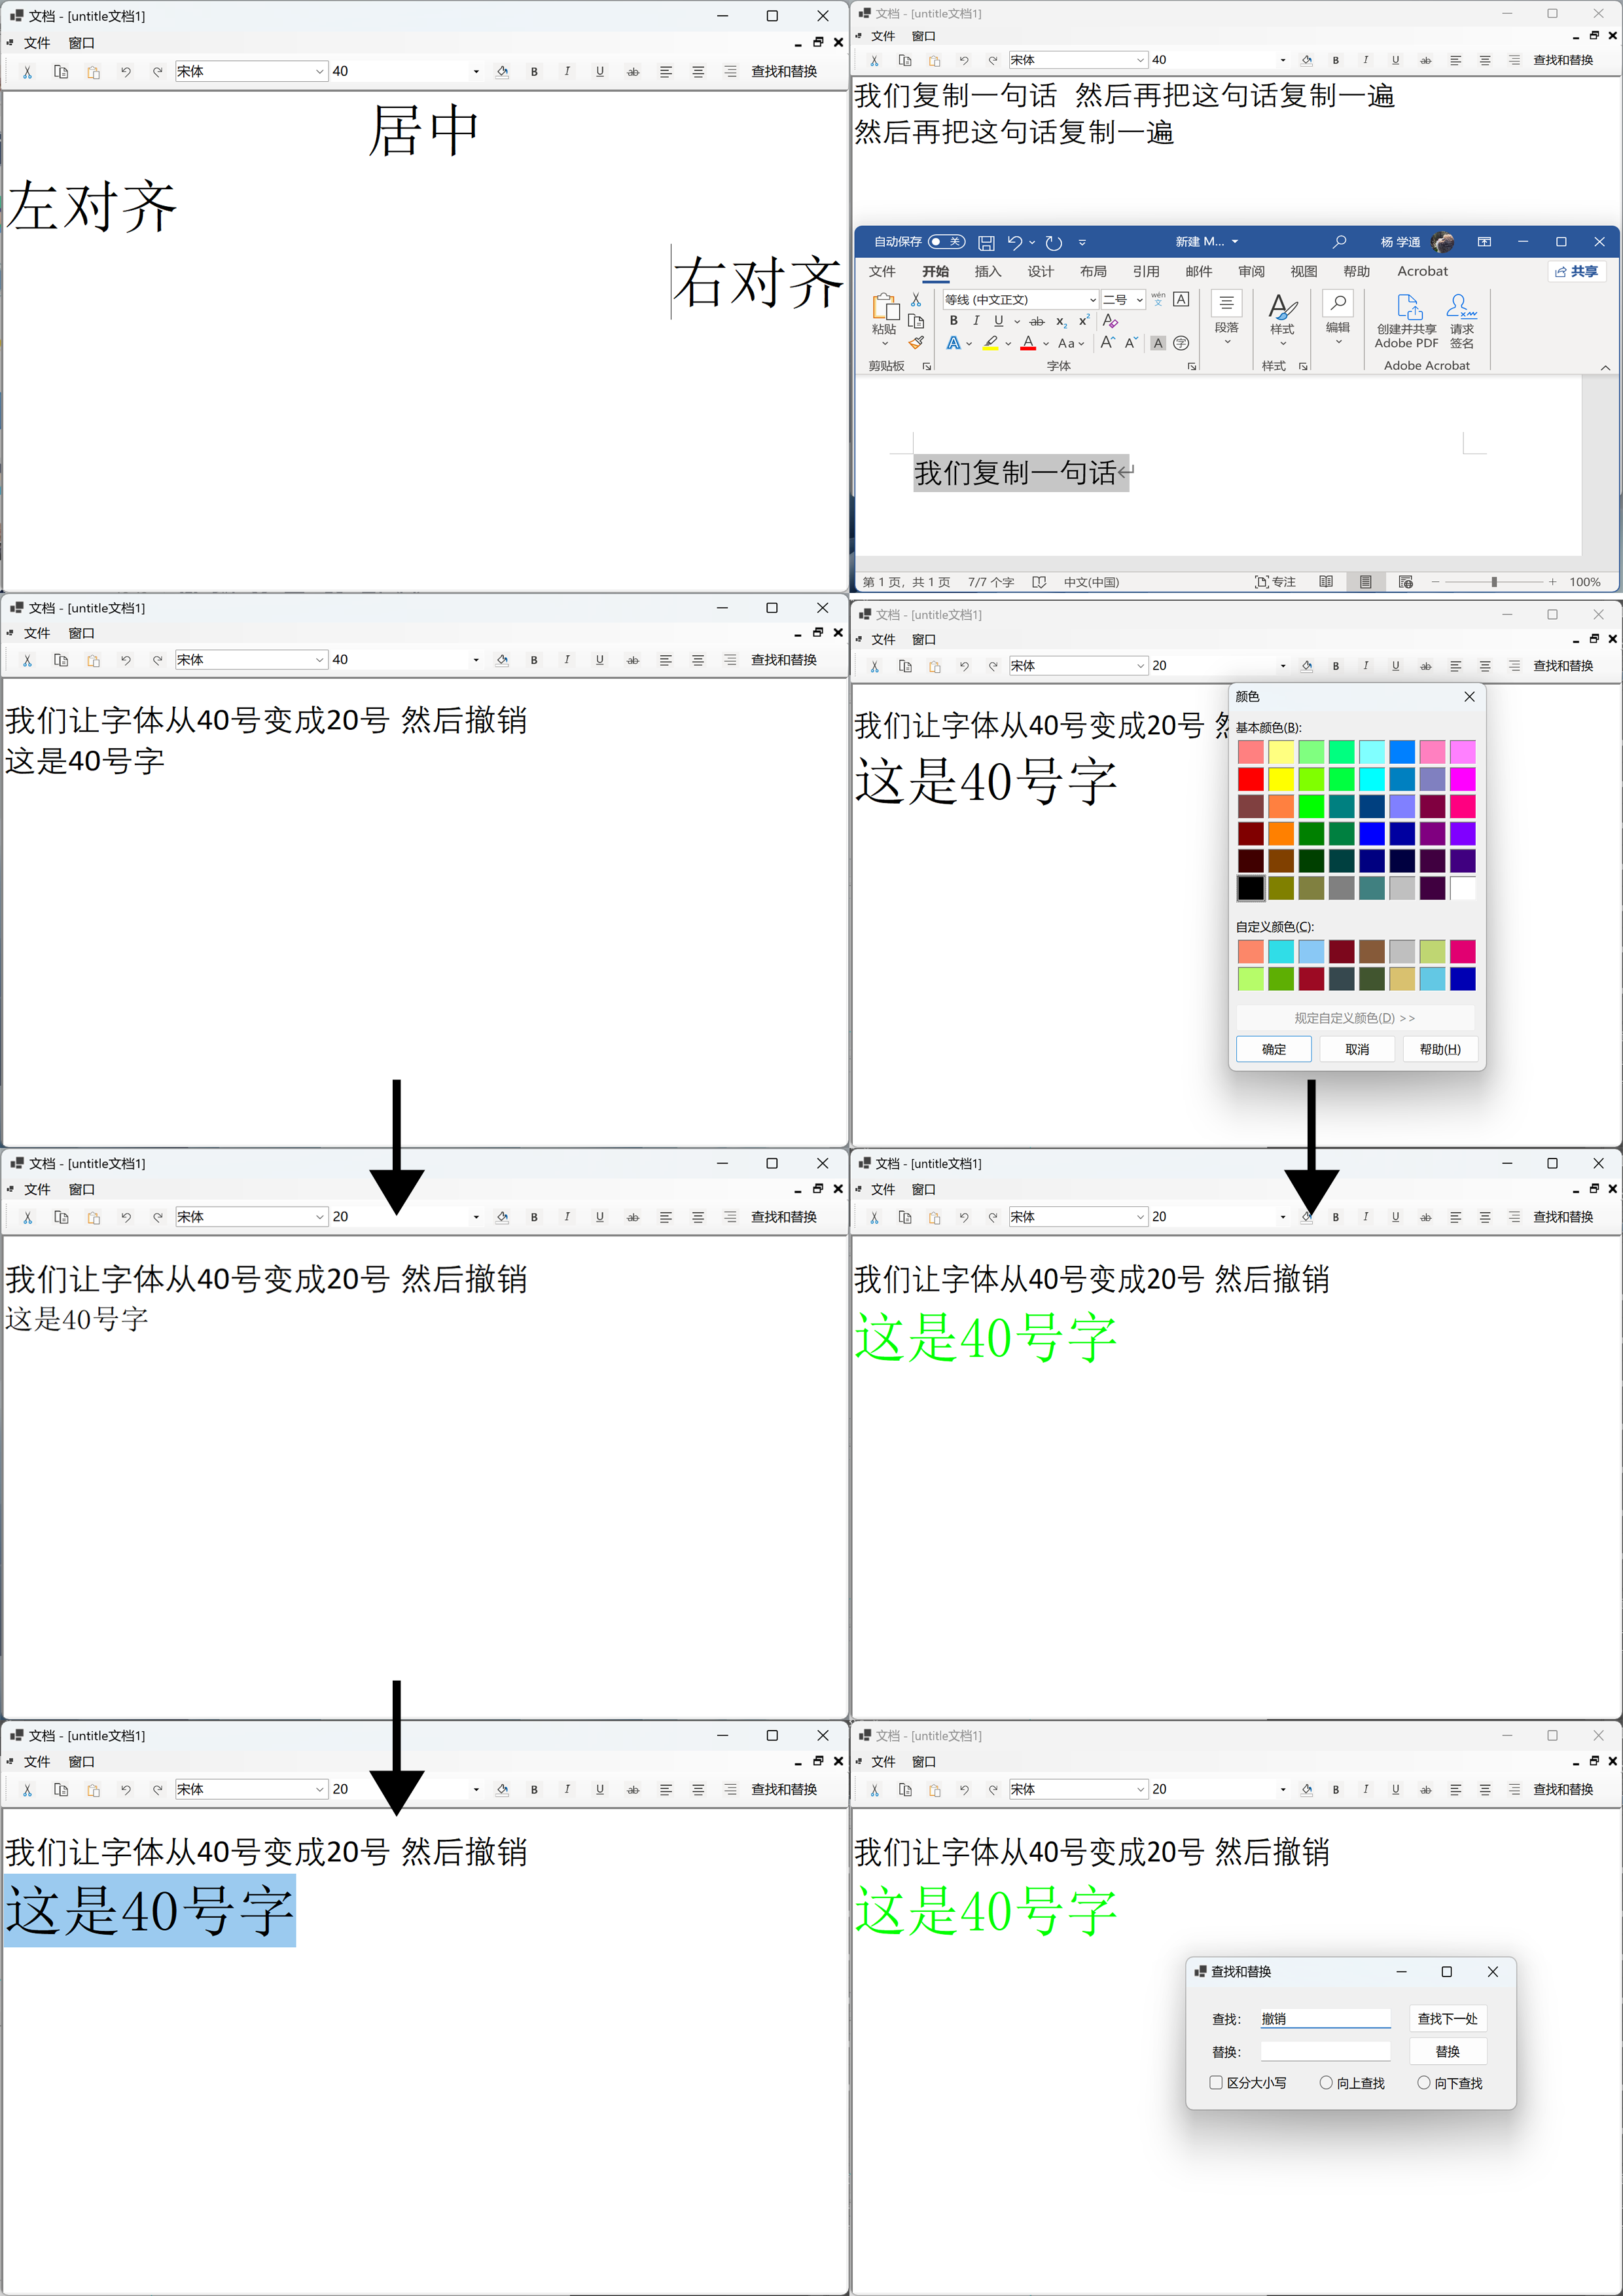 文档 - [untitle文档1]
文件 窗口
宋体 40 B I U ab 查找和替换
居中
左对齐
右对齐
文档 - [untitle文档1]
文件 窗口
宋体 40 B I U ab 查找和替换
我们复制一句话 然后再把这句话复制一遍
然后再把这句话复制一遍
自动保存 关 新建 M... 杨 学通
文件 开始 插入 设计 布局 引用 邮件 审阅 视图 帮助 Acrobat 共享
粘贴
剪贴板
等线 (中文正文) 二号 wén 文 A
B I U ab x₂ x² A
A A Aa A A A 字
字体
段落
样式
样式
编辑
创建并共享 Adobe PDF
请求签名
Adobe Acrobat
我们复制一句话
第 1 页，共 1 页 7/7 个字 中文(中国) 专注 100%
文档 - [untitle文档1]
文件 窗口
宋体 40 B I U ab 查找和替换
我们让字体从40号变成20号 然后撤销
这是40号字
文档 - [untitle文档1]
文件 窗口
宋体 20 B I U ab 查找和替换
我们让字体从40号变成20号
这是40号字
颜色
基本颜色(B):
自定义颜色(C):
规定自定义颜色(D) >>
确定 取消 帮助(H)
文档 - [untitle文档1]
文件 窗口
宋体 20 B I U ab 查找和替换
我们让字体从40号变成20号 然后撤销
这是40号字
文档 - [untitle文档1]
文件 窗口
宋体 20 B I U ab 查找和替换
我们让字体从40号变成20号 然后撤销
这是40号字
文档 - [untitle文档1]
文件 窗口
宋体 20 B I U ab 查找和替换
我们让字体从40号变成20号 然后撤销
这是40号字
文档 - [untitle文档1]
文件 窗口
宋体 20 B I U ab 查找和替换
我们让字体从40号变成20号 然后撤销
这是40号字
查找和替换
查找： 撤销 查找下一处
替换： 替换
区分大小写 向上查找 向下查找